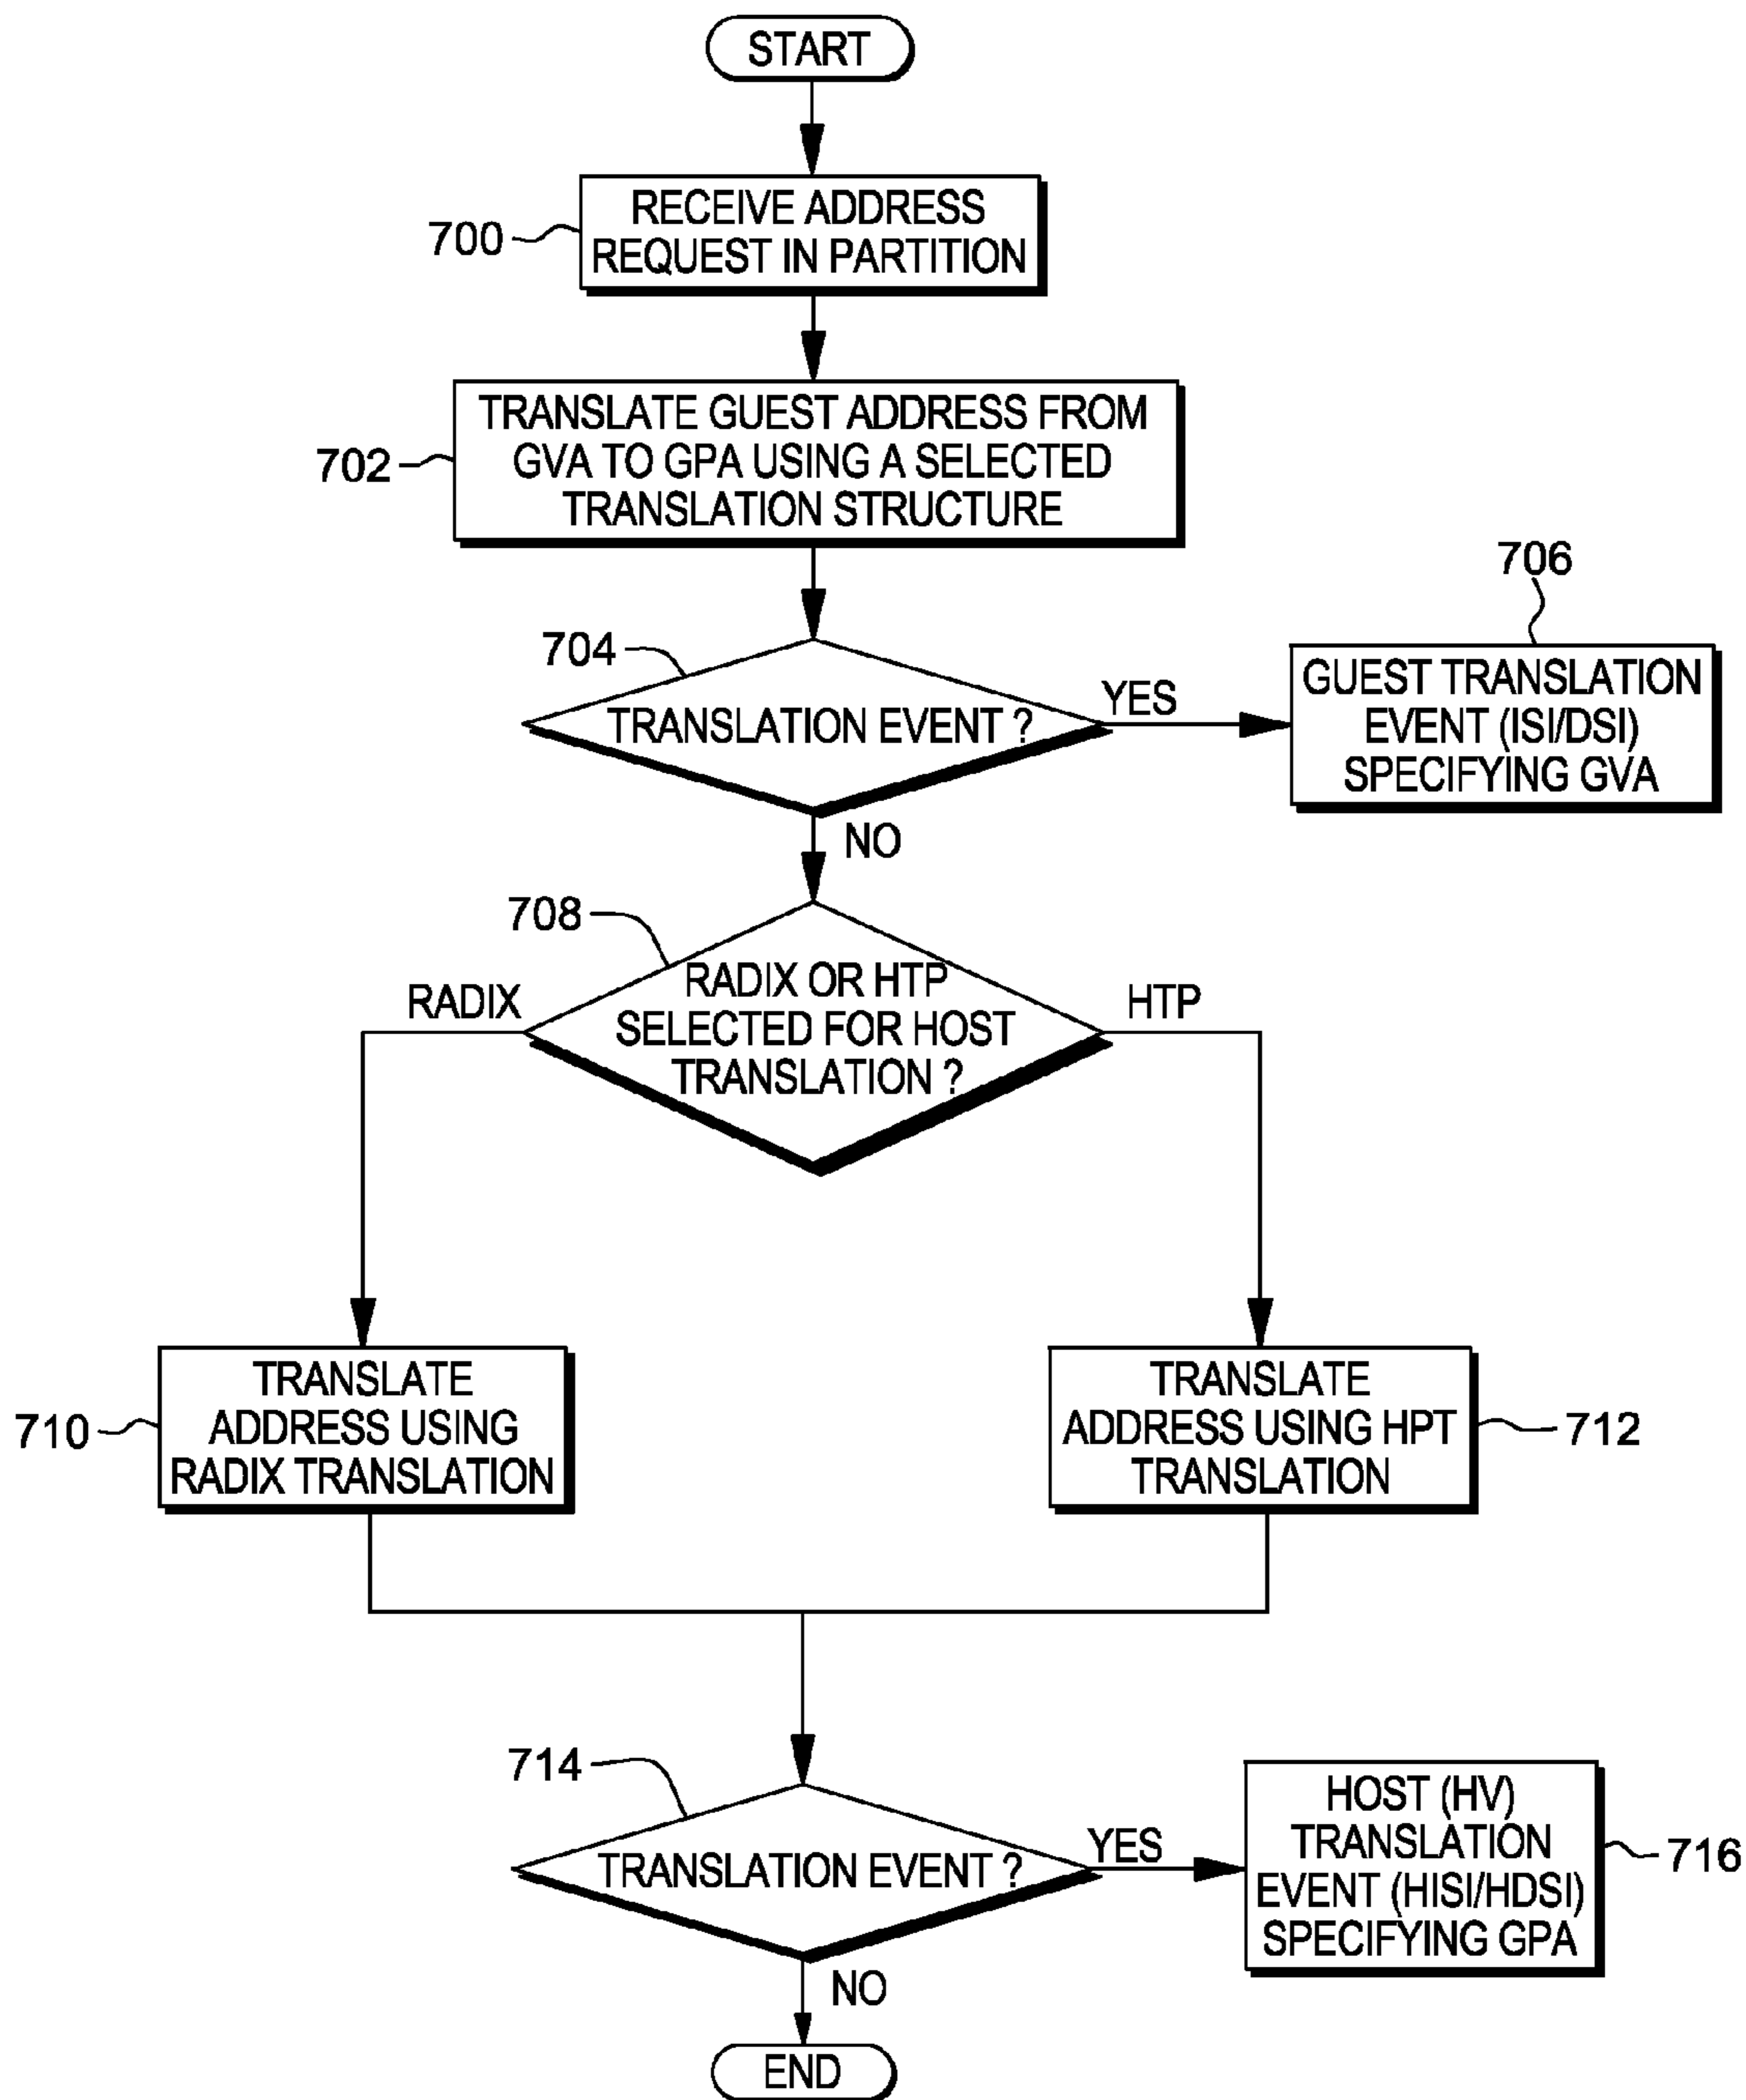 START
700
RECEIVE ADDRESS
REQUEST IN PARTITION
702
TRANSLATE GUEST ADDRESS FROM
GVA TO GPA USING A SELECTED
TRANSLATION STRUCTURE
704
TRANSLATION EVENT ?
YES
706
GUEST TRANSLATION
EVENT (ISI/DSI)
SPECIFYING GVA
NO
708
RADIX OR HTP
SELECTED FOR HOST
TRANSLATION ?
RADIX
HTP
710
TRANSLATE
ADDRESS USING
RADIX TRANSLATION
TRANSLATE
ADDRESS USING HPT
TRANSLATION
712
714
TRANSLATION EVENT ?
YES
HOST (HV)
TRANSLATION
EVENT (HISI/HDSI)
SPECIFYING GPA
716
NO
END